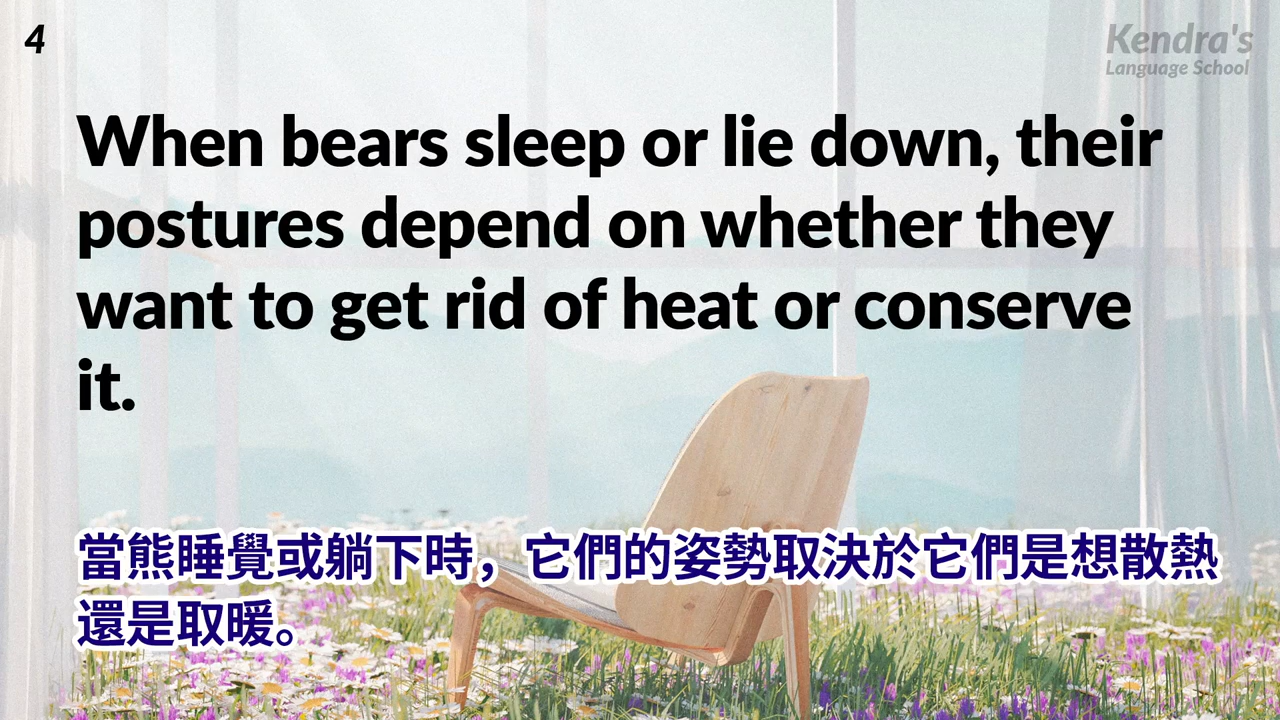 4
Kendra's
Language School
When bears sleep or lie down, their
postures depend on whether they
want to get rid of heat or conserve
it.
當熊睡覺或躺下時，它們的姿勢取決於它們是想散熱
還是取暖。